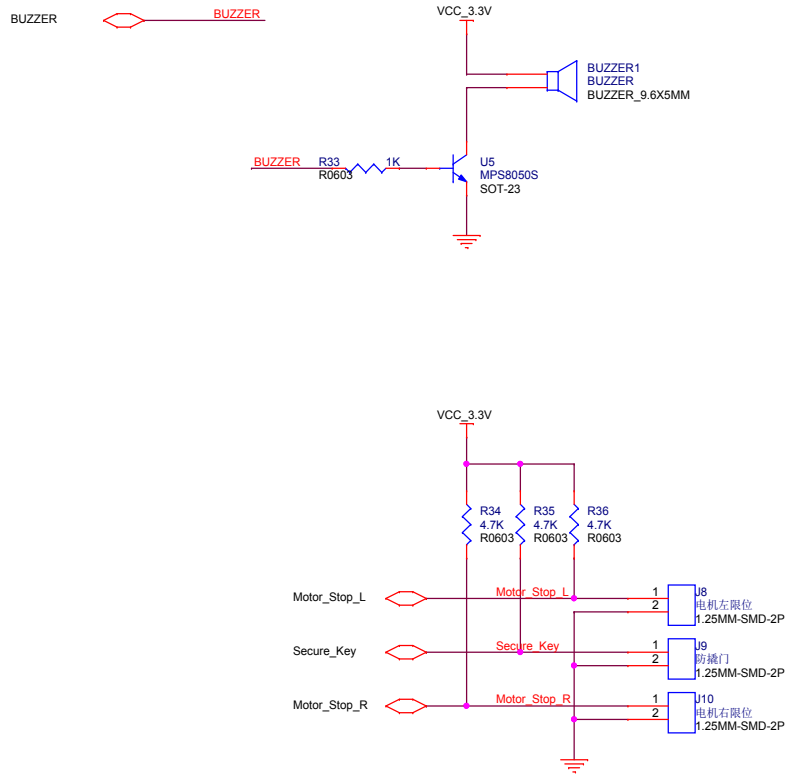 BUZZER
BUZZER
VCC_3.3V
BUZZER1
BUZZER
BUZZER_9.6X5MM
BUZZER
R33
1K
R0603
U5
MPS8050S
SOT-23
VCC_3.3V
R34
4.7K
R0603
R35
4.7K
R0603
R36
4.7K
R0603
Motor_Stop_L
Motor_Stop_L
1
2
J8
电机左限位
1.25MM-SMD-2P
Secure_Key
Secure_Key
1
2
J9
防撬门
1.25MM-SMD-2P
Motor_Stop_R
Motor_Stop_R
1
2
J10
电机右限位
1.25MM-SMD-2P